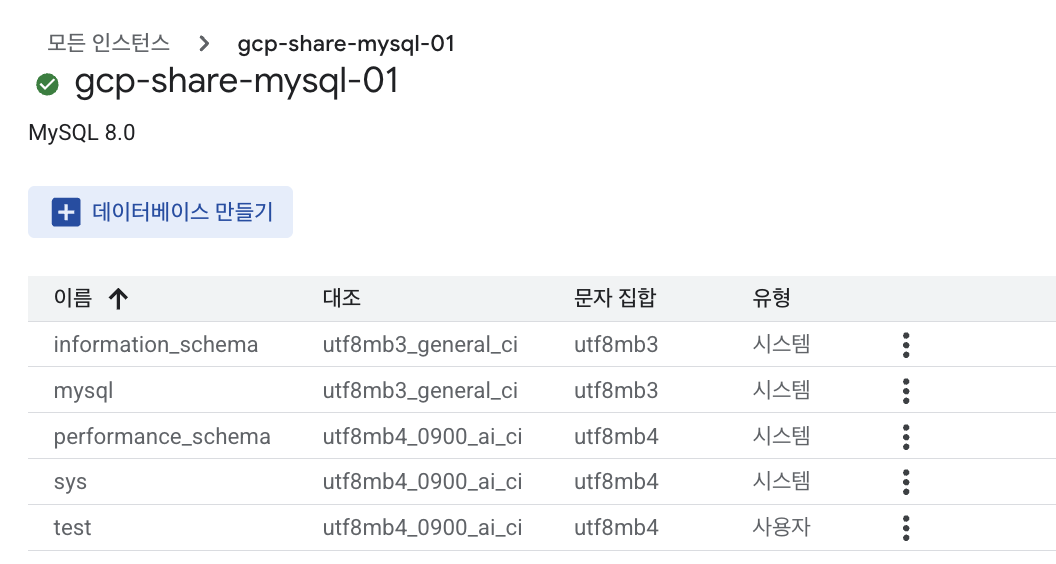 모든 인스턴스 > gcp-share-mysql-01
gcp-share-mysql-01
MySQL 8.0
데이터베이스 만들기
이름 ↑ 대조 문자 집합 유형
information_schema utf8mb3_general_ci utf8mb3 시스템
mysql utf8mb3_general_ci utf8mb3 시스템
performance_schema utf8mb4_0900_ai_ci utf8mb4 시스템
sys utf8mb4_0900_ai_ci utf8mb4 시스템
test utf8mb4_0900_ai_ci utf8mb4 사용자